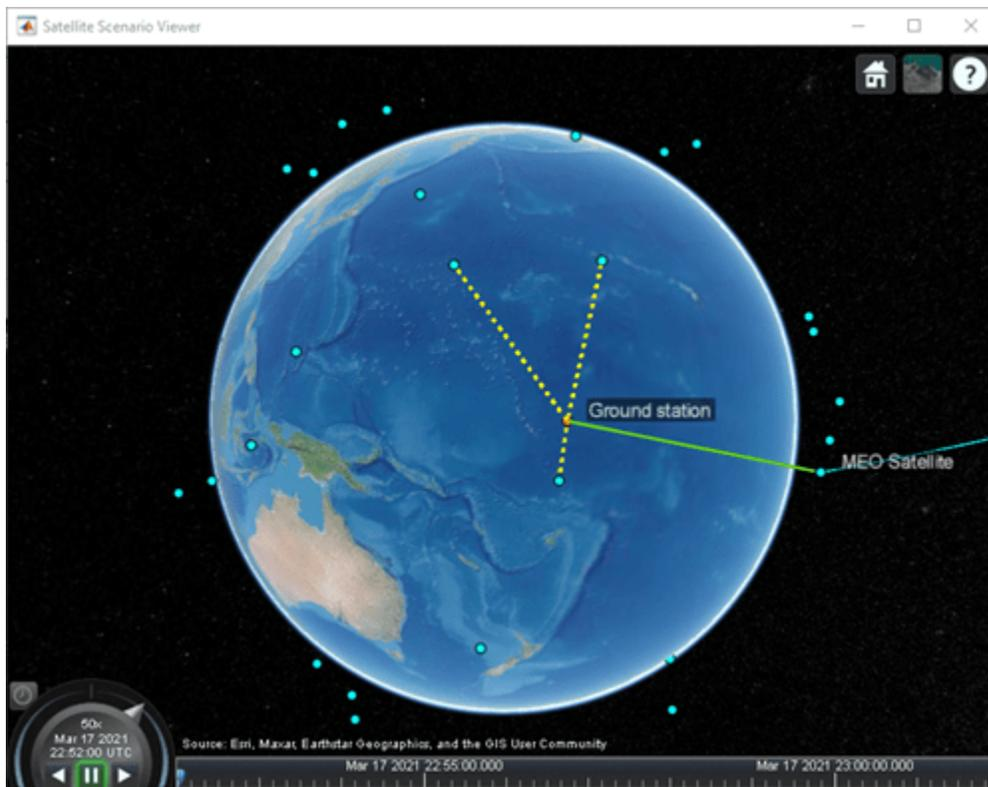 Satellite Scenario Viewer
?
Ground station
MEO Satellite
50x
Mar 17 2021
22:52:00 UTC
Source: Esri, Maxar, Earthstar Geographics, and the GIS User Community
Mar 17 2021 22:55:00.000
Mar 17 2021 23:00:00.000